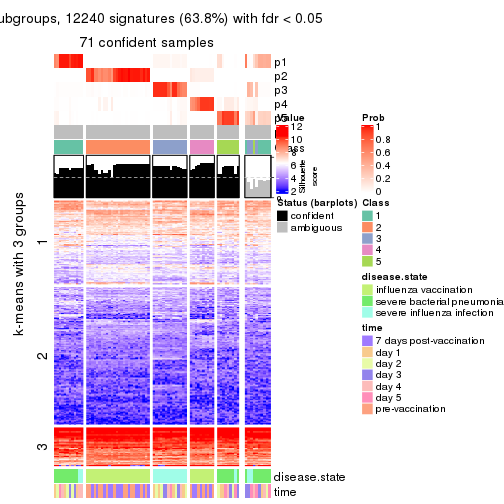 ubgroups, 12240 signatures (63.8%) with fdr < 0.05
71 confident samples
p1
p2
p3
p4
k-means with 3 groups
1
2
3
Value
12
10
8
6
4
2
0
Silhouette
score
Prob
1
0.8
0.6
0.4
0.2
0
Status (barplots)
confident
ambiguous
Class
1
2
3
4
5
disease.state
influenza vaccination
severe bacterial pneumonia
severe influenza infection
time
7 days post-vaccination
day 1
day 2
day 3
day 4
day 5
pre-vaccination
disease.state
time